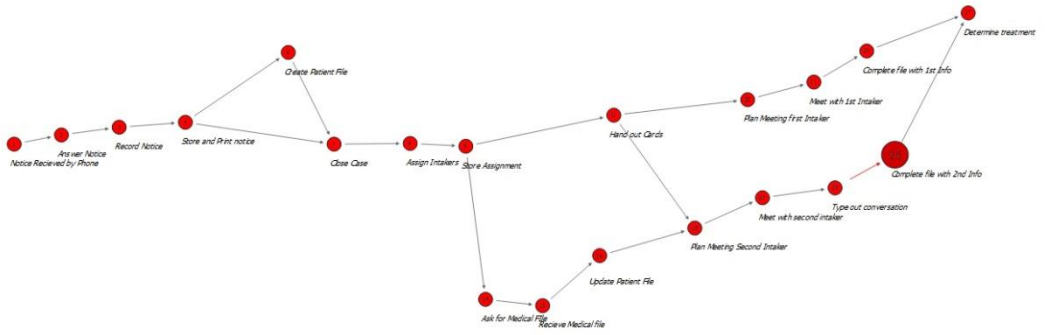 Notice Recieved by Phone
Answer Notice
Record Notice
Store and Print notice
Create Patient File
Close Case
Assign Intakers
Store Assignment
Hand out Cards
Plan Meeting first Intaker
Meet with 1st Intaker
Complete file with 1st Info
Determine treatment
Ask for Medical File
Recieve Medical file
Update Patient File
Plan Meeting Second Intaker
Meet with second intaker
Type out conversation
Complete file with 2nd Info